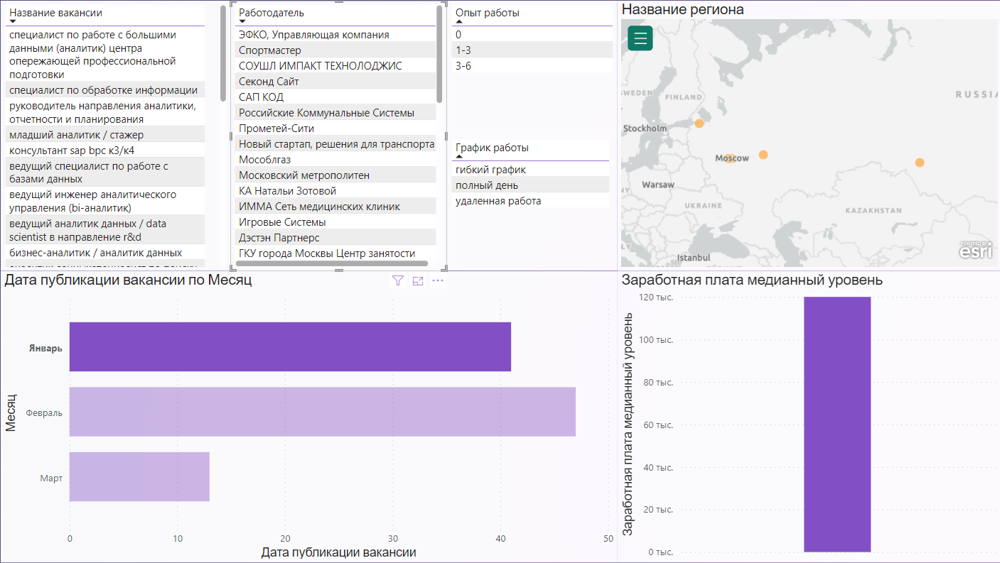 Название вакансии
специалист по работе с большими
данными (аналитик) центра
опережающей профессиональной
подготовки
специалист по обработке информации
руководитель направления аналитики,
отчетности и планирования
младший аналитик / стажер
консультант sap bpc к3/к4
ведущий специалист по работе с
базами данных
ведущий инженер аналитического
управления (bi-аналитик)
ведущий аналитик данных / data
scientist в направление r&d
бизнес-аналитик / аналитик данных
Работодатель
ЭФКО, Управляющая компания
Спортмастер
СОУШЛ ИМПАКТ ТЕХНОЛОДЖИС
Секонд Сайт
САП КОД
Российские Коммунальные Системы
Прометей-Сити
Новый стартап, решения для транспорта
Мособлгаз
Московский метрополитен
КА Натальи Зотовой
ИММА Сеть медицинских клиник
Игровые Системы
Дэстэн Партнерс
ГКУ города Москвы Центр занятости
Опыт работы
0
1-3
3-6
График работы
гибкий график
полный день
удаленная работа
Название региона
SWEDEN
FINLAND
RUSSIA
Stockholm
Moscow
Warsaw
UKRAINE
KAZAKHSTAN
Istanbul
POWERED BY
esri
Дата публикации вакансии по Месяц
Месяц
Январь
Февраль
Март
0
10
20
30
40
50
Дата публикации вакансии
Заработная плата медианный уровень
Заработная плата медианный уровень
120 тыс.
100 тыс.
80 тыс.
60 тыс.
40 тыс.
20 тыс.
0 тыс.